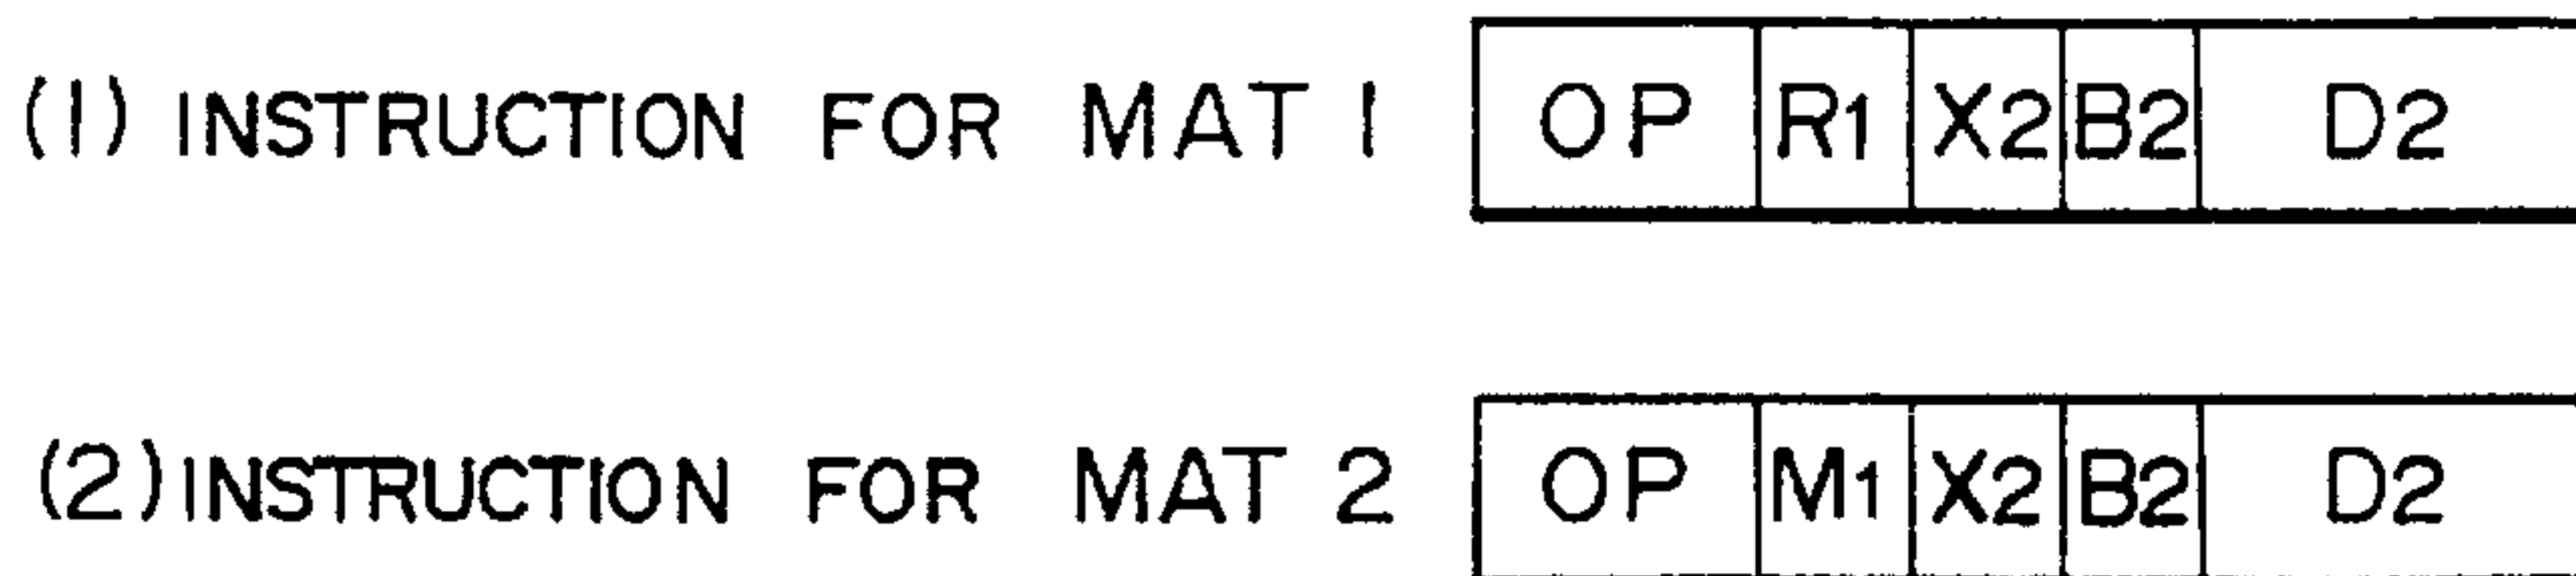 (1) INSTRUCTION FOR MAT 1 OP R1 X2 B2 D2
(2) INSTRUCTION FOR MAT 2 OP M1 X2 B2 D2